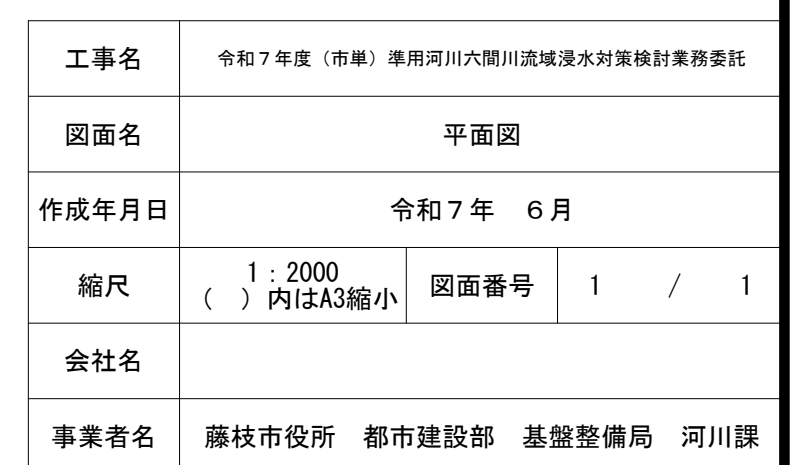 工事名 令和7年度（市単）準用河川六間川流域浸水対策検討業務委託
図面名 平面図
作成年月日 令和7年　6月
縮尺 1：2000
（　）内はA3縮小 図面番号 1 / 1
会社名
事業者名 藤枝市役所　都市建設部　基盤整備局　河川課